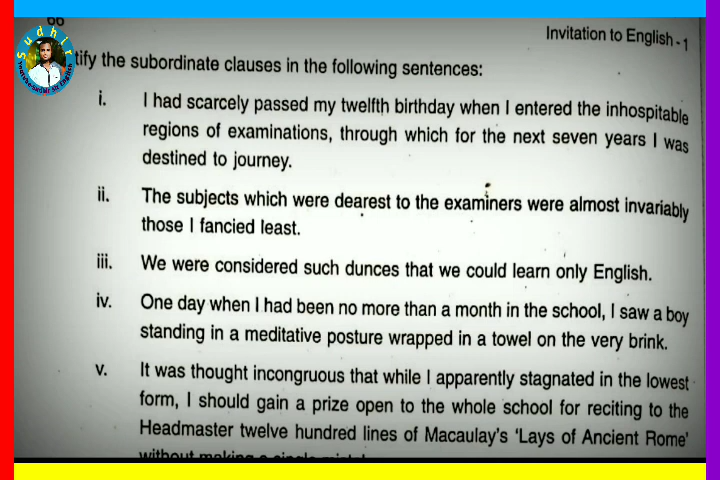 66
Invitation to English - 1
Sudhir
tify the subordinate clauses in the following sentences:
i. I had scarcely passed my twelfth birthday when I entered the inhospitable
regions of examinations, through which for the next seven years I was
destined to journey.
ii. The subjects which were dearest to the examiners were almost invariably
those I fancied least.
iii. We were considered such dunces that we could learn only English.
iv. One day when I had been no more than a month in the school, I saw a boy
standing in a meditative posture wrapped in a towel on the very brink.
v. It was thought incongruous that while I apparently stagnated in the lowest
form, I should gain a prize open to the whole school for reciting to the
Headmaster twelve hundred lines of Macaulay's 'Lays of Ancient Rome'
without making a single